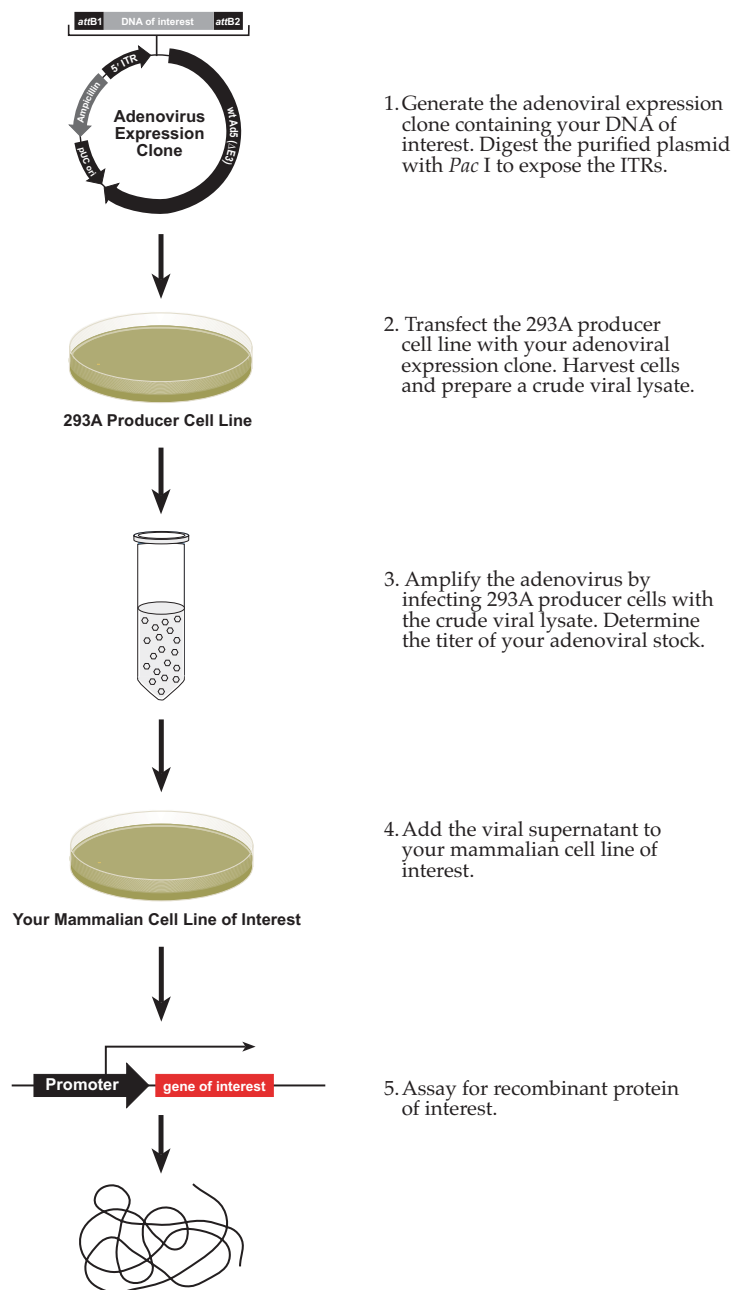 attB1 DNA of interest attB2
5′ ITR
Ampicillin
pUC ori
wt Ad5 (ΔE3)
Adenovirus
Expression
Clone
1. Generate the adenoviral expression
clone containing your DNA of
interest. Digest the purified plasmid
with Pac I to expose the ITRs.
293A Producer Cell Line
2. Transfect the 293A producer
cell line with your adenoviral
expression clone. Harvest cells
and prepare a crude viral lysate.
3. Amplify the adenovirus by
infecting 293A producer cells with
the crude viral lysate. Determine
the titer of your adenoviral stock.
Your Mammalian Cell Line of Interest
4. Add the viral supernatant to
your mammalian cell line of
interest.
Promoter gene of interest
5. Assay for recombinant protein
of interest.